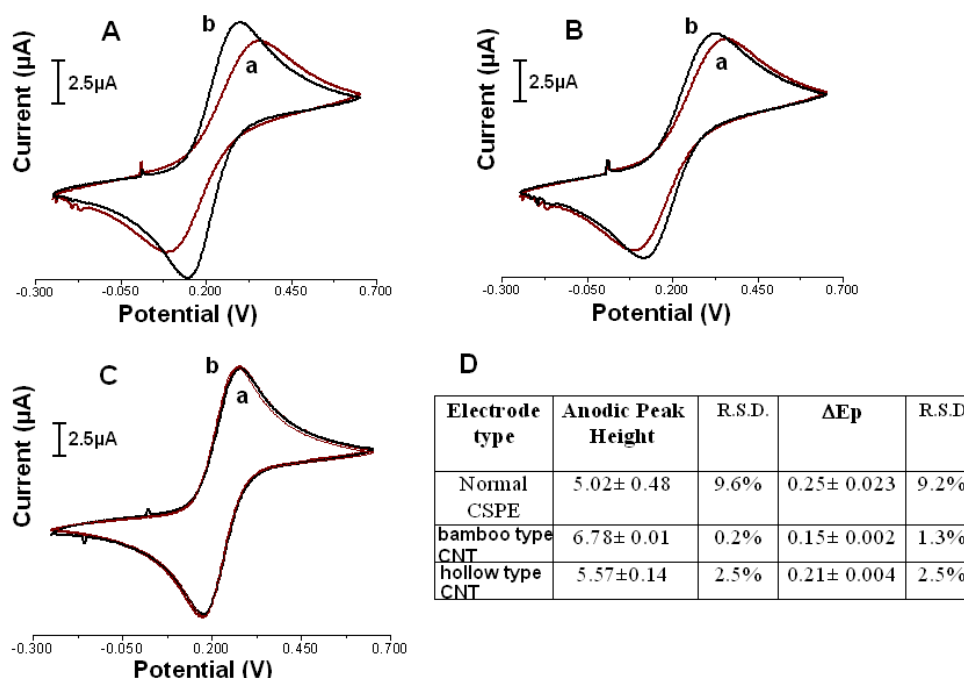 A
b
a
2.5µA
Current (µA)
-0.300 -0.050 0.200 0.450 0.700
Potential (V)
B
b
a
2.5µA
Current (µA)
-0.300 -0.050 0.200 0.450 0.700
Potential (V)
C
b
a
2.5µA
Current (µA)
-0.300 -0.050 0.200 0.450 0.700
Potential (V)
D
Electrode type Anodic Peak Height R.S.D. ΔEp R.S.D
Normal CSPE 5.02± 0.48 9.6% 0.25± 0.023 9.2%
bamboo type CNT 6.78± 0.01 0.2% 0.15± 0.002 1.3%
hollow type CNT 5.57±0.14 2.5% 0.21± 0.004 2.5%